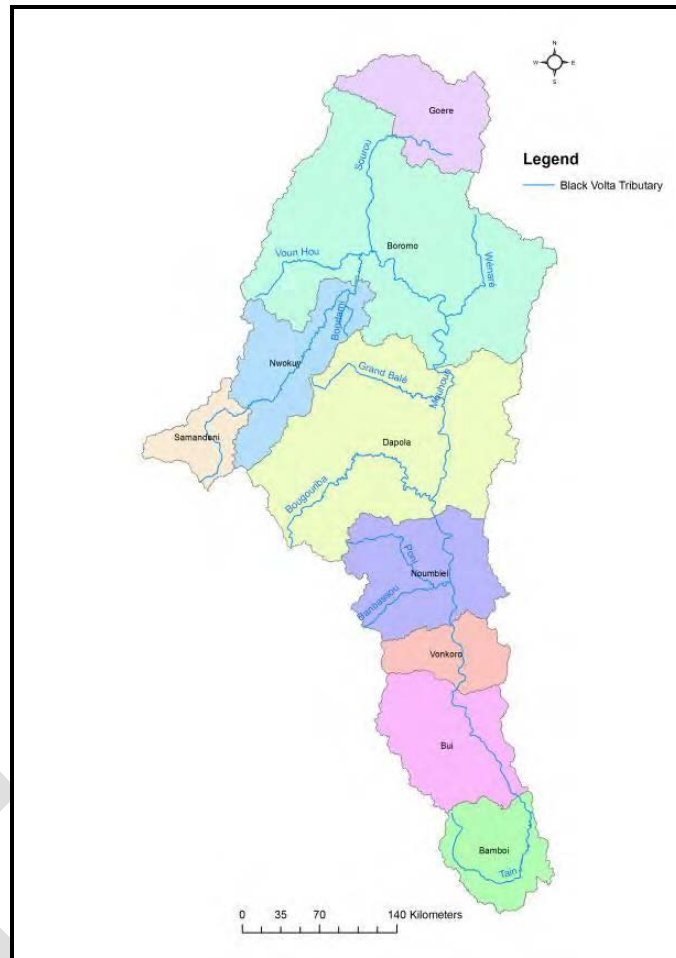 N
W E
S
Goere
Legend
Black Volta Tributary
Sourou
Boromo
Voun Hou
Wenare
Nwokuy
Grand Balé
Mouhoun
Samandeni
Dapola
Bougouriba
Poni
Noumbiel
Bambassou
Vonkoro
Bui
Bamboi
Tain
0 35 70 140 Kilometers